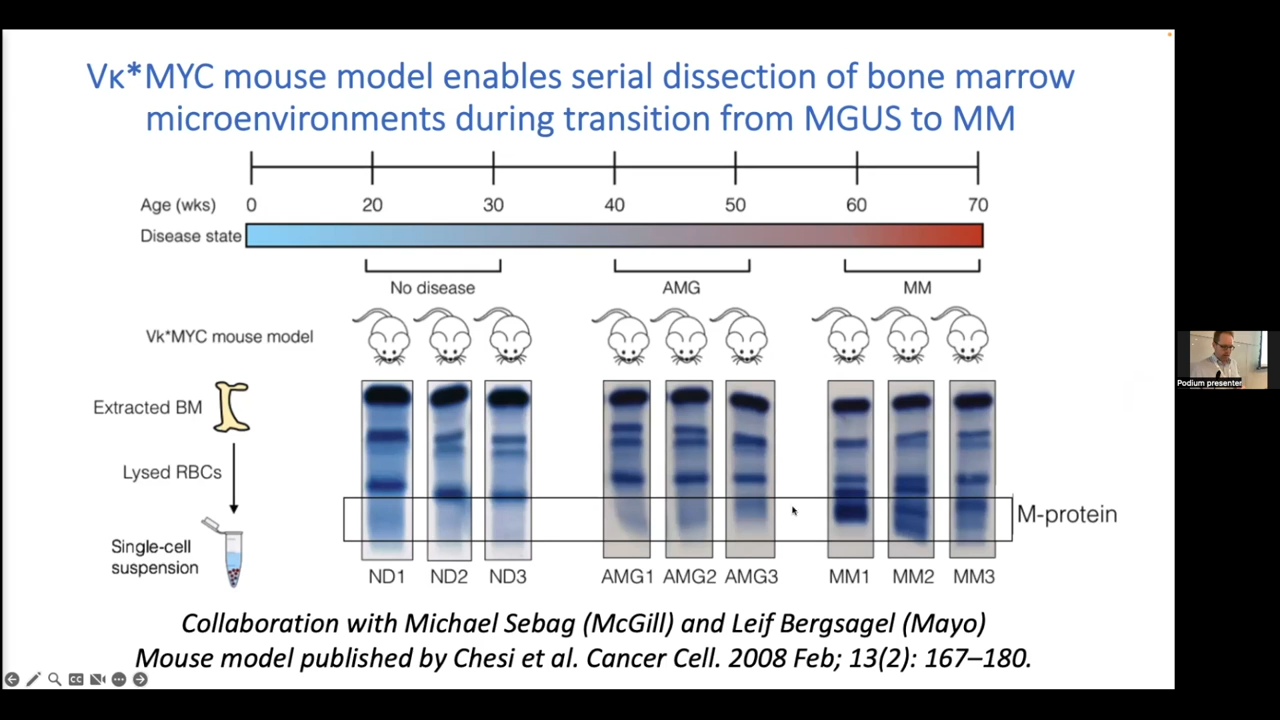 Vκ*MYC mouse model enables serial dissection of bone marrow
microenvironments during transition from MGUS to MM
Age (wks) 0 20 30 40 50 60 70
Disease state
No disease AMG MM
Vk*MYC mouse model
Extracted BM
Lysed RBCs
M-protein
Single-cell
suspension
ND1 ND2 ND3 AMG1 AMG2 AMG3 MM1 MM2 MM3
Collaboration with Michael Sebag (McGill) and Leif Bergsagel (Mayo)
Mouse model published by Chesi et al. Cancer Cell. 2008 Feb; 13(2): 167–180.
Podium presenter
CC